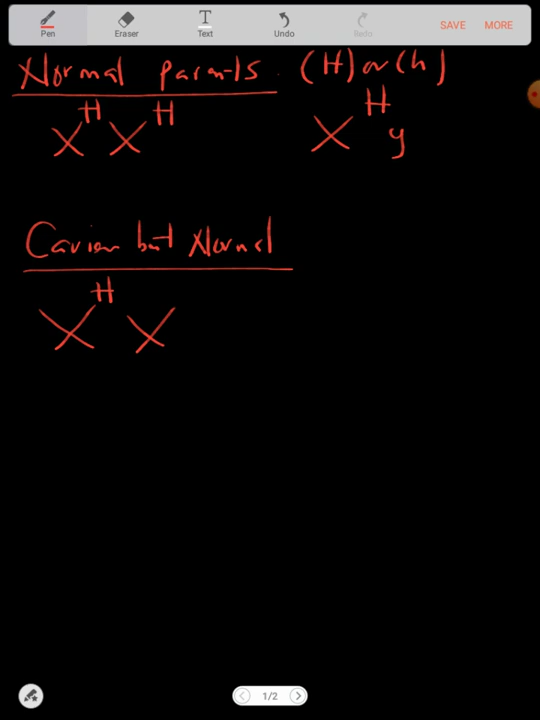 Pen Eraser Text Undo Redo SAVE MORE
Normal Parents. (H) or (h)
X^H X^H X^H y
Carrier but Normal
X^H X
1/2